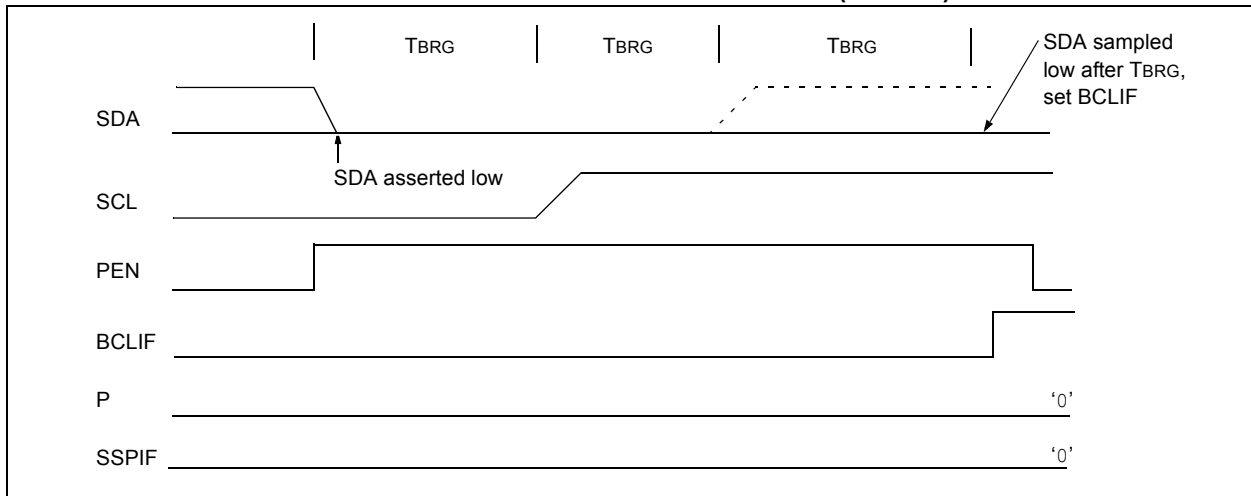 TBRG TBRG TBRG
SDA sampled
low after TBRG,
set BCLIF
SDA
SDA asserted low
SCL
PEN
BCLIF
P
‘0’
SSPIF
‘0’